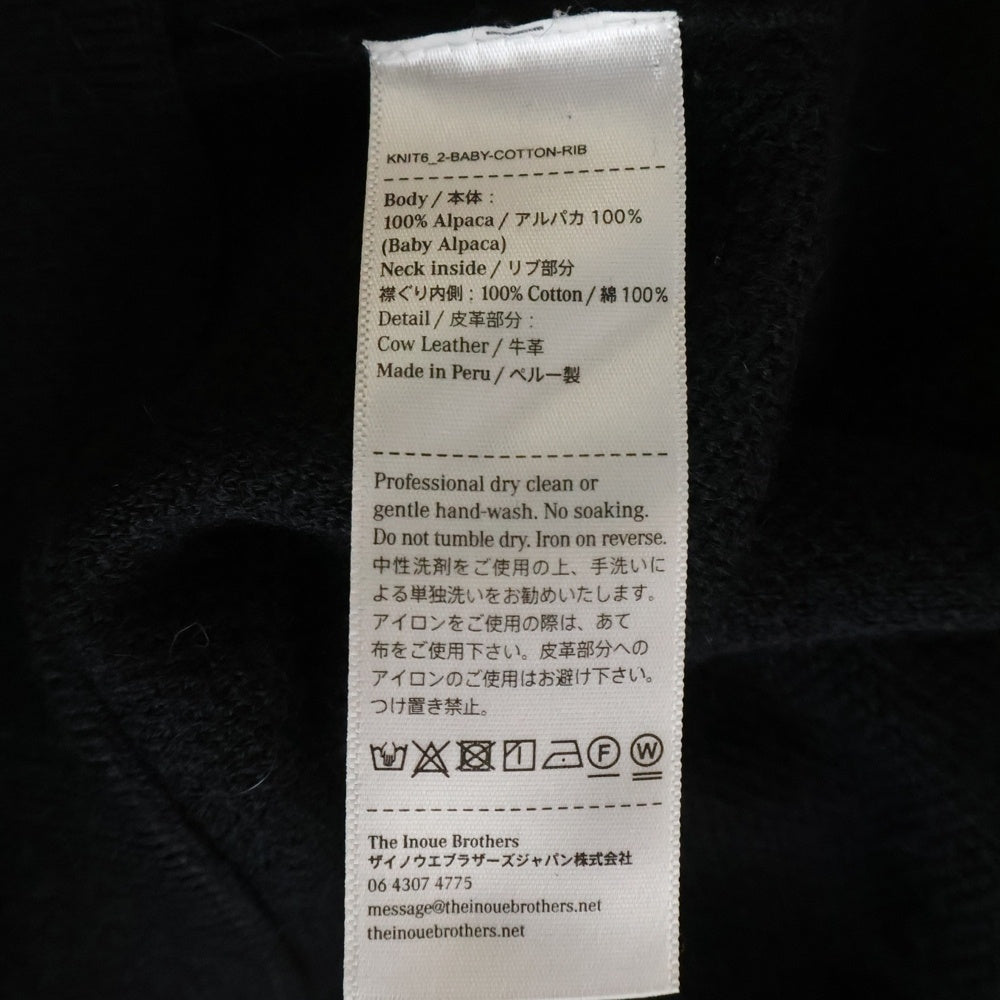 KNIT6_2-BABY-COTTON-RIB
Body / 本体 :
100% Alpaca / アルパカ 100%
(Baby Alpaca)
Neck inside / リブ部分
襟ぐり内側 : 100% Cotton / 綿 100%
Detail / 皮革部分 :
Cow Leather / 牛革
Made in Peru / ペルー製
Professional dry clean or
gentle hand-wash. No soaking.
Do not tumble dry. Iron on reverse.
中性洗剤をご使用の上、手洗いに
よる単独洗いをお勧めいたします。
アイロンをご使用の際は、あて
布をご使用下さい。皮革部分への
アイロンのご使用はお避け下さい。
つけ置き禁止。
F W
The Inoue Brothers
ザイノウエブラザーズジャパン株式会社
06 4307 4775
message@theinouebrothers.net
theinouebrothers.net